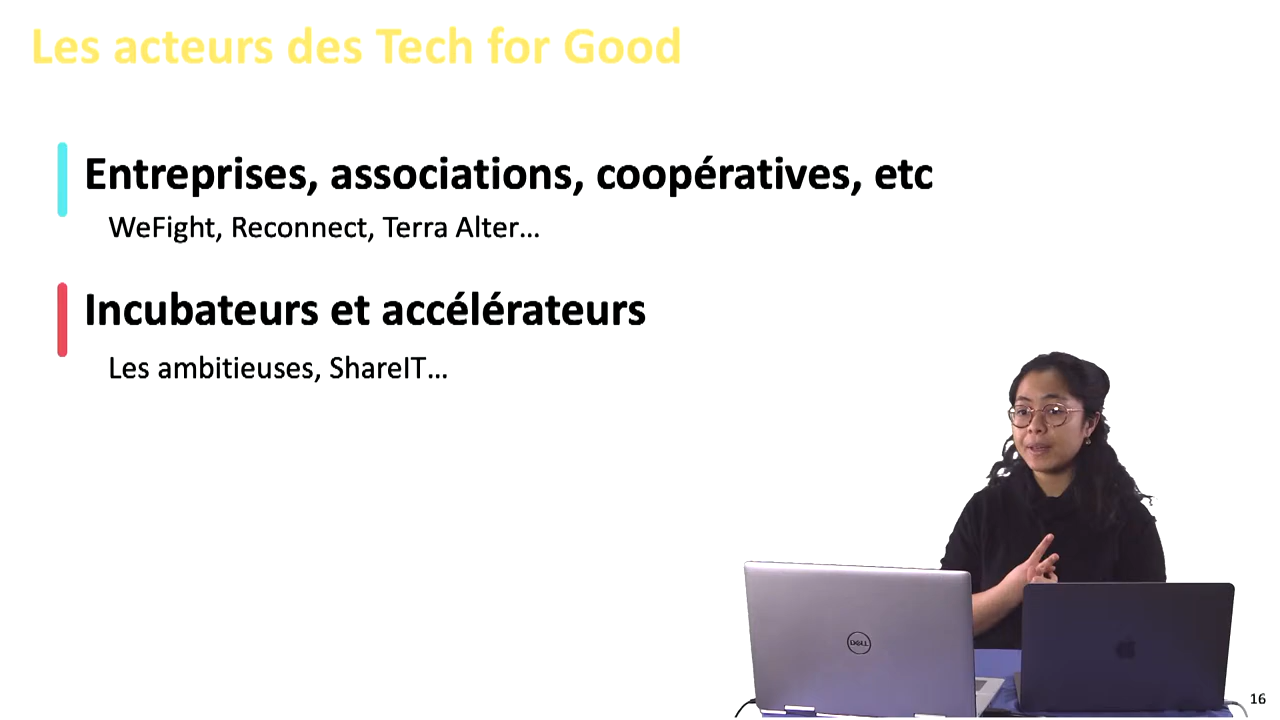 Les acteurs des Tech for Good
Entreprises, associations, coopératives, etc
WeFight, Reconnect, Terra Alter...
Incubateurs et accélérateurs
Les ambitieuses, ShareIT...
DELL
16